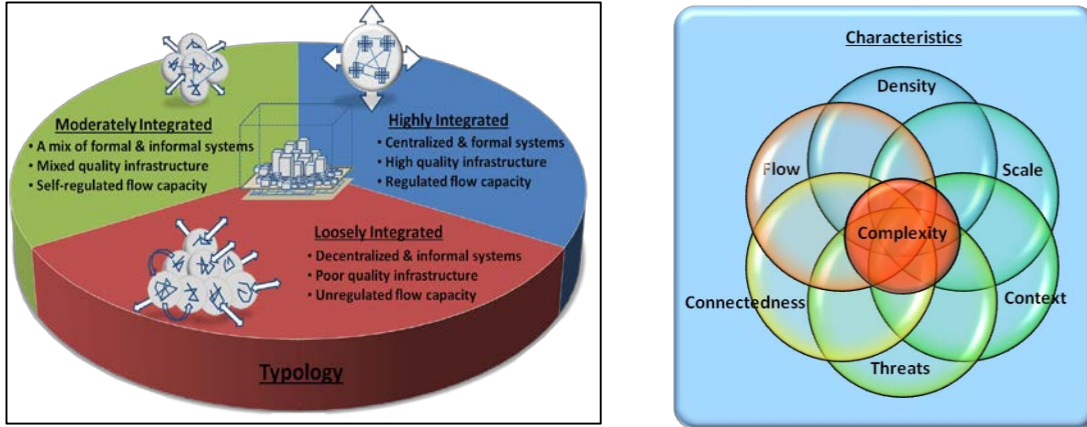 Moderately Integrated
• A mix of formal & informal systems
• Mixed quality infrastructure
• Self-regulated flow capacity
Highly Integrated
• Centralized & formal systems
• High quality infrastructure
• Regulated flow capacity
Loosely Integrated
• Decentralized & informal systems
• Poor quality infrastructure
• Unregulated flow capacity
Typology
Characteristics
Density
Flow
Scale
Complexity
Connectedness
Context
Threats